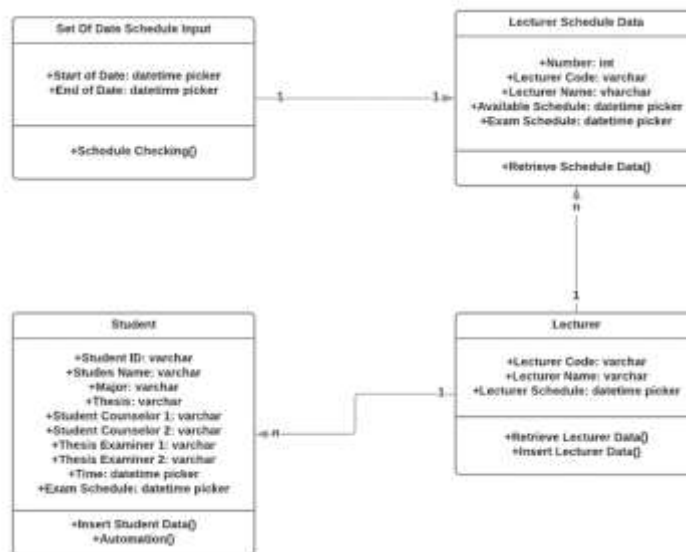 Set Of Date Schedule Input
+Start of Date: datetime picker
+End of Date: datetime picker
+Schedule Checking()
1
1
Lecturer Schedule Data
+Number: int
+Lecturer Code: varchar
+Lecturer Name: vharchar
+Available Schedule: datetime picker
+Exam Schedule: datetime picker
+Retrieve Schedule Data()
n
1
Student
+Student ID: varchar
+Studes Name: varchar
+Major: varchar
+Thesis: varchar
+Student Counselor 1: varchar
+Student Counselor 2: varchar
+Thesis Examiner 1: varchar
+Thesis Examiner 2: varchar
+Time: datetime picker
+Exam Schedule: datetime picker
+Insert Student Data()
+Automation()
n
1
Lecturer
+Lecturer Code: varchar
+Lecturer Name: varchar
+Lecturer Schedule: datetime picker
+Retrieve Lecturer Data()
+Insert Lecturer Data()